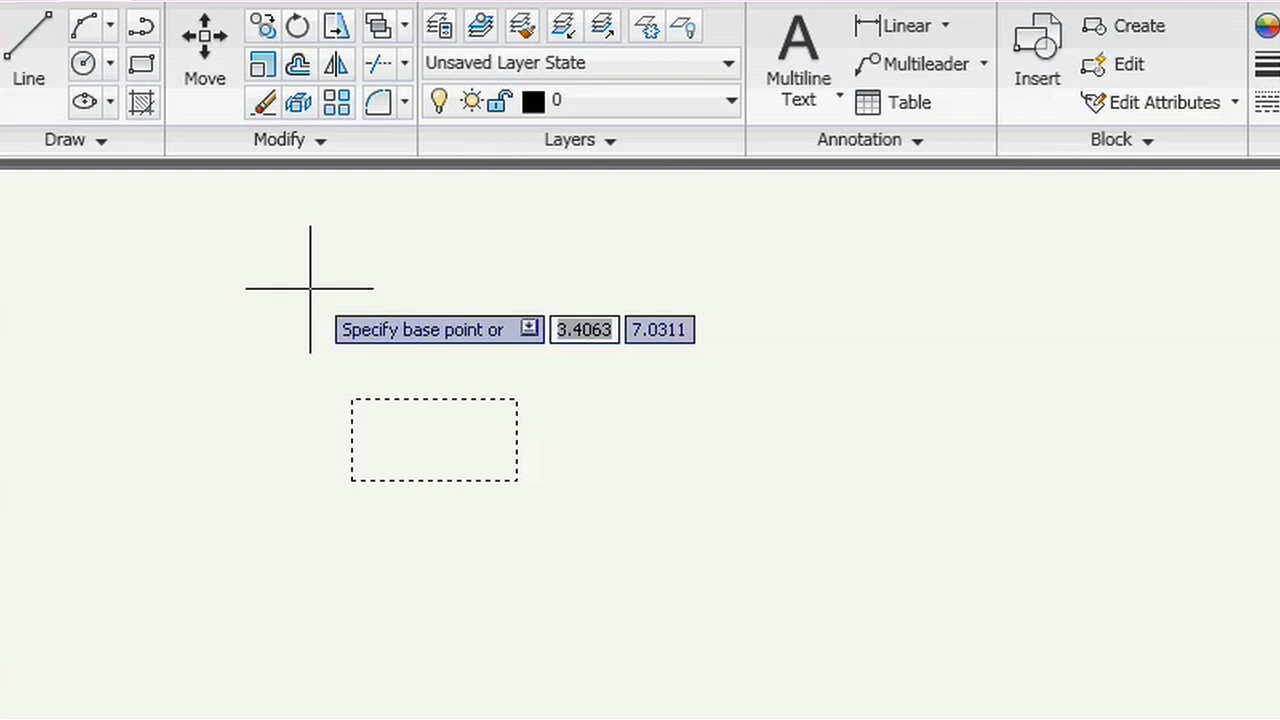 Line
Move
Unsaved Layer State
0
A
Multiline
Text
Linear
Multileader
Table
Insert
Create
Edit
Edit Attributes
Draw
Modify
Layers
Annotation
Block
Specify base point or
3.4063
7.0311